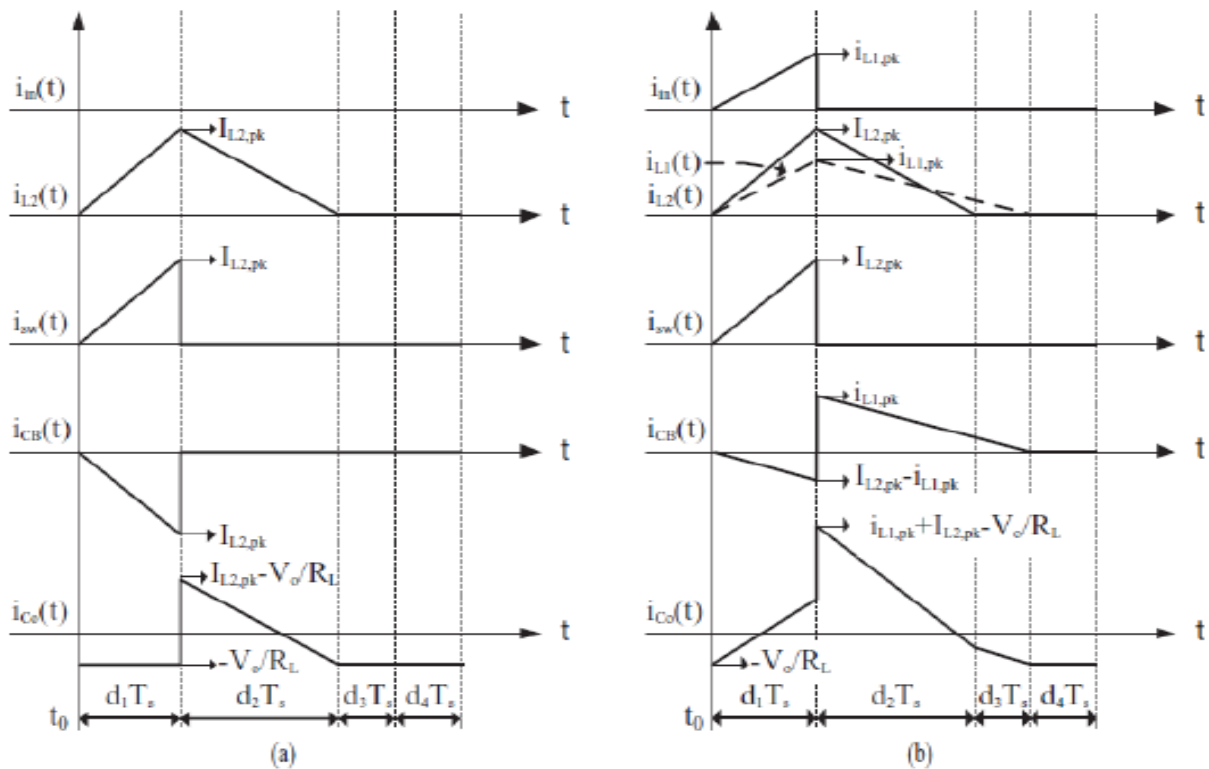 i_in(t)
t
I_L2,pk
i_L2(t)
t
I_L2,pk
i_sw(t)
t
i_CB(t)
t
I_L2,pk
I_L2,pk-V_o/R_L
i_Co(t)
t
-V_o/R_L
d_1T_s
d_2T_s
d_3T_s
d_4T_s
t_0
(a)
i_L1,pk
i_in(t)
t
I_L2,pk
i_L1(t)
i_L1,pk
i_L2(t)
t
I_L2,pk
i_sw(t)
t
i_L1,pk
i_CB(t)
t
I_L2,pk-i_L1,pk
i_L1,pk+I_L2,pk-V_o/R_L
i_Co(t)
t
-V_o/R_L
d_1T_s
d_2T_s
d_3T_s
d_4T_s
t_0
(b)